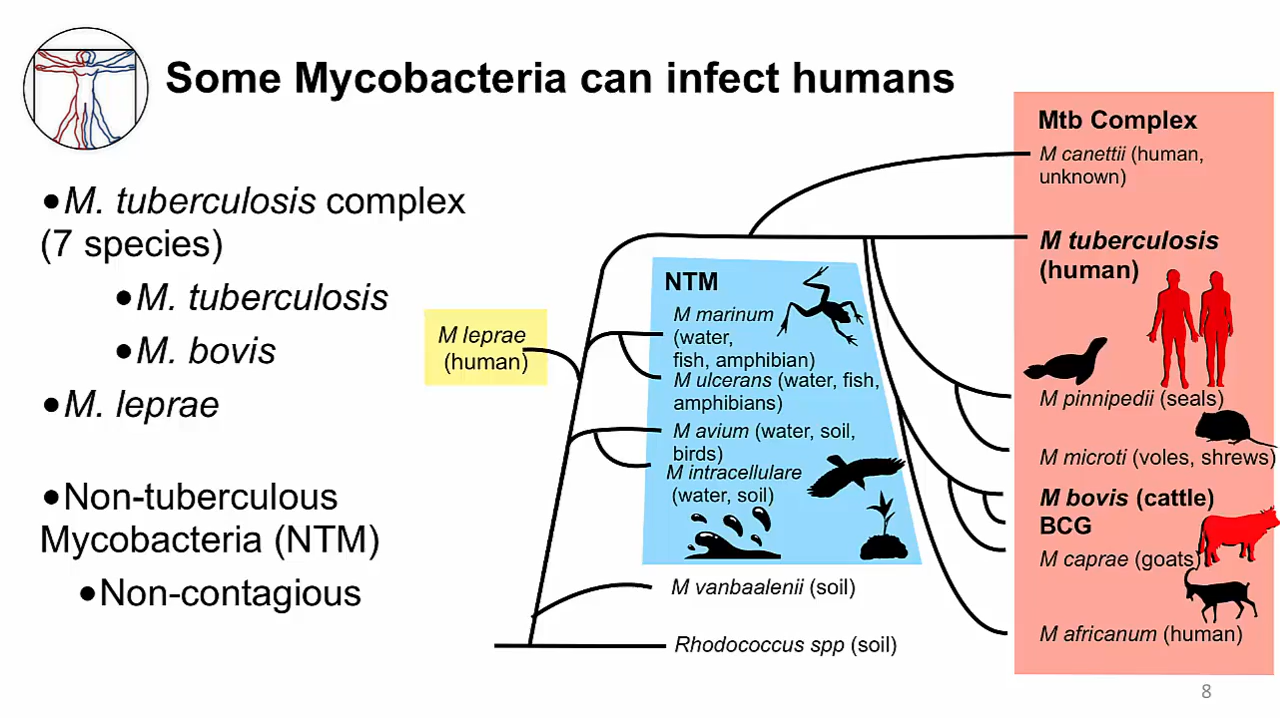 Some Mycobacteria can infect humans
•M. tuberculosis complex
(7 species)
•M. tuberculosis
•M. bovis
•M. leprae
•Non-tuberculous
Mycobacteria (NTM)
•Non-contagious
M leprae
(human)
NTM
M marinum
(water,
fish, amphibian)
M ulcerans (water, fish,
amphibians)
M avium (water, soil,
birds)
M intracellulare
(water, soil)
M vanbaalenii (soil)
Rhodococcus spp (soil)
Mtb Complex
M canettii (human,
unknown)
M tuberculosis
(human)
M pinnipedii (seals)
M microti (voles, shrews)
M bovis (cattle)
BCG
M caprae (goats)
M africanum (human)
8